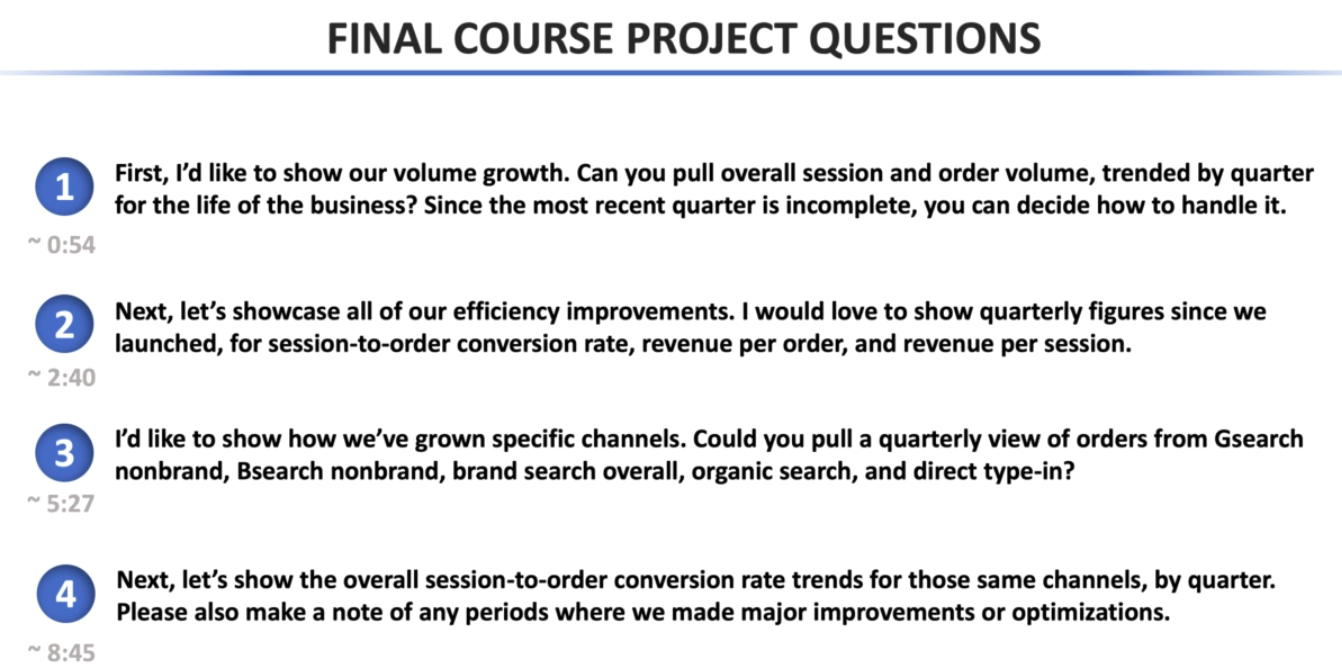 FINAL COURSE PROJECT QUESTIONS
1
First, I’d like to show our volume growth. Can you pull overall session and order volume, trended by quarter
for the life of the business? Since the most recent quarter is incomplete, you can decide how to handle it.
~ 0:54
2
Next, let’s showcase all of our efficiency improvements. I would love to show quarterly figures since we
launched, for session-to-order conversion rate, revenue per order, and revenue per session.
~ 2:40
3
I’d like to show how we’ve grown specific channels. Could you pull a quarterly view of orders from Gsearch
nonbrand, Bsearch nonbrand, brand search overall, organic search, and direct type-in?
~ 5:27
4
Next, let’s show the overall session-to-order conversion rate trends for those same channels, by quarter.
Please also make a note of any periods where we made major improvements or optimizations.
~ 8:45